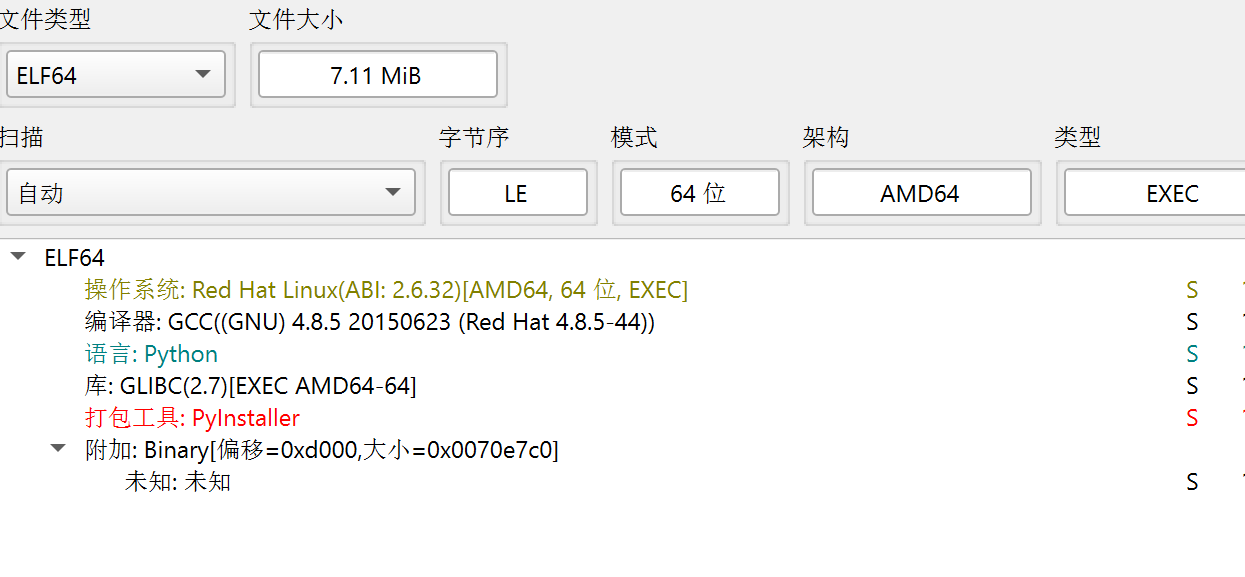 文件类型 文件大小
ELF64 7.11 MiB
扫描 字节序 模式 架构 类型
自动 LE 64 位 AMD64 EXEC
ELF64
操作系统: Red Hat Linux(ABI: 2.6.32)[AMD64, 64 位, EXEC] S
编译器: GCC((GNU) 4.8.5 20150623 (Red Hat 4.8.5-44)) S
语言: Python S
库: GLIBC(2.7)[EXEC AMD64-64] S
打包工具: PyInstaller S
附加: Binary[偏移=0xd000,大小=0x0070e7c0]
未知: 未知 S